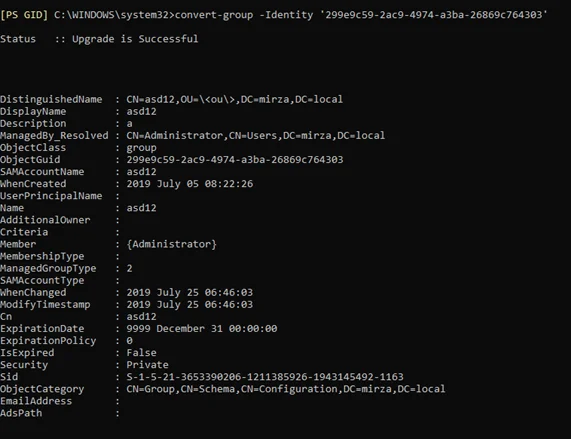 [PS GID] C:\WINDOWS\system32>convert-group -Identity '299e9c59-2ac9-4974-a3ba-26869c764303'
Status   :: Upgrade is Successful
DistinguishedName  : CN=asd12,OU=\<ou\>,DC=mirza,DC=local
DisplayName        : asd12
Description        : a
ManagedBy_Resolved : CN=Administrator,CN=Users,DC=mirza,DC=local
ObjectClass        : group
ObjectGuid         : 299e9c59-2ac9-4974-a3ba-26869c764303
SAMAccountName     : asd12
WhenCreated        : 2019 July 05 08:22:26
UserPrincipalName  :
Name               : asd12
AdditionalOwner    :
Criteria           :
Member             : {Administrator}
MembershipType     :
ManagedGroupType   : 2
SAMAccountType     :
WhenChanged        : 2019 July 25 06:46:03
ModifyTimestamp    : 2019 July 25 06:46:03
Cn                 : asd12
ExpirationDate     : 9999 December 31 00:00:00
ExpirationPolicy   : 0
IsExpired          : False
Security           : Private
Sid                : S-1-5-21-3653390206-1211385926-1943145492-1163
ObjectCategory     : CN=Group,CN=Schema,CN=Configuration,DC=mirza,DC=local
EmailAddress       :
AdsPath            :